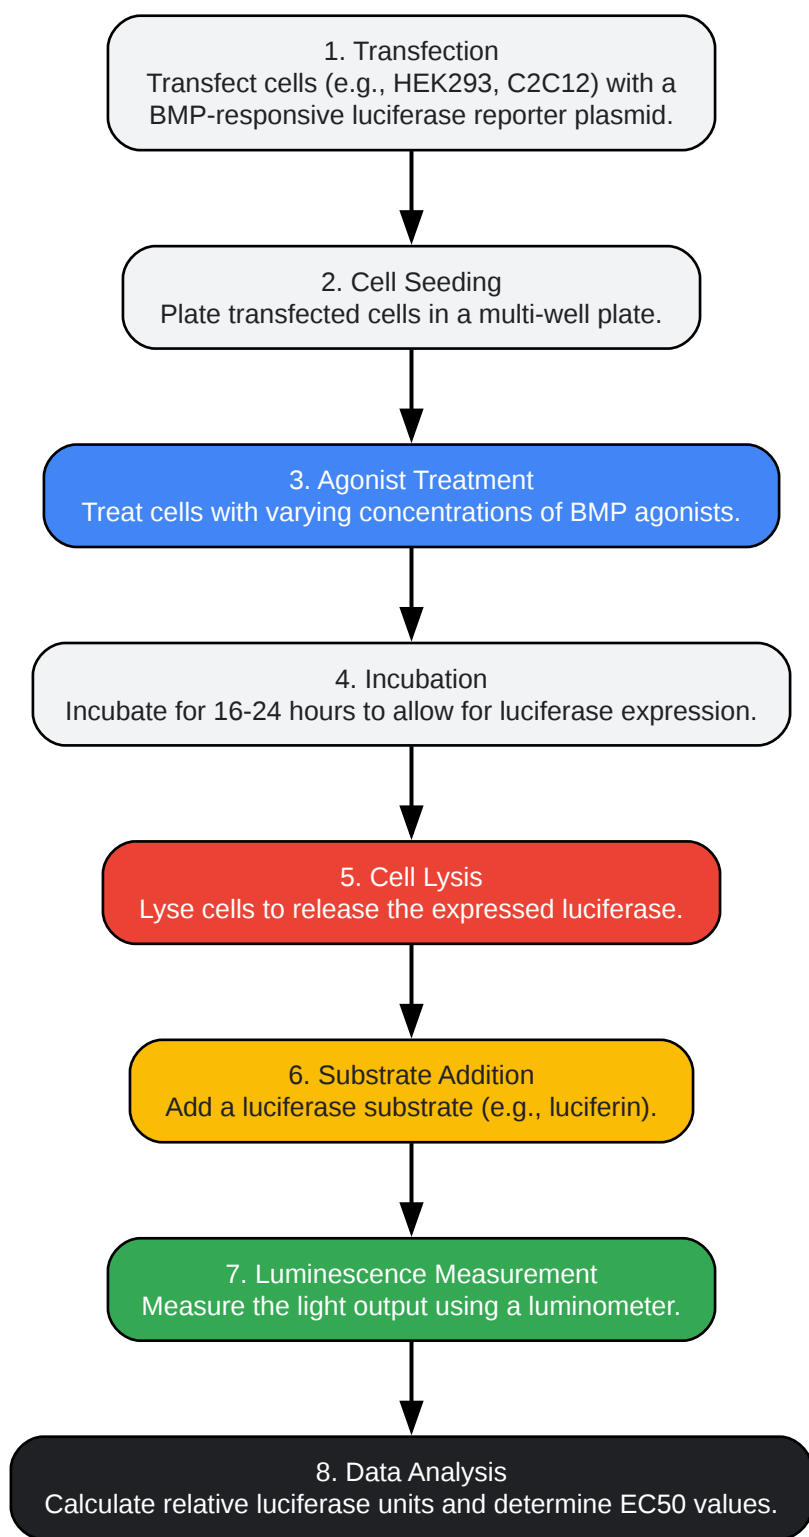 1. Transfection
Transfect cells (e.g., HEK293, C2C12) with a
BMP-responsive luciferase reporter plasmid.
2. Cell Seeding
Plate transfected cells in a multi-well plate.
3. Agonist Treatment
Treat cells with varying concentrations of BMP agonists.
4. Incubation
Incubate for 16-24 hours to allow for luciferase expression.
5. Cell Lysis
Lyse cells to release the expressed luciferase.
6. Substrate Addition
Add a luciferase substrate (e.g., luciferin).
7. Luminescence Measurement
Measure the light output using a luminometer.
8. Data Analysis
Calculate relative luciferase units and determine EC50 values.